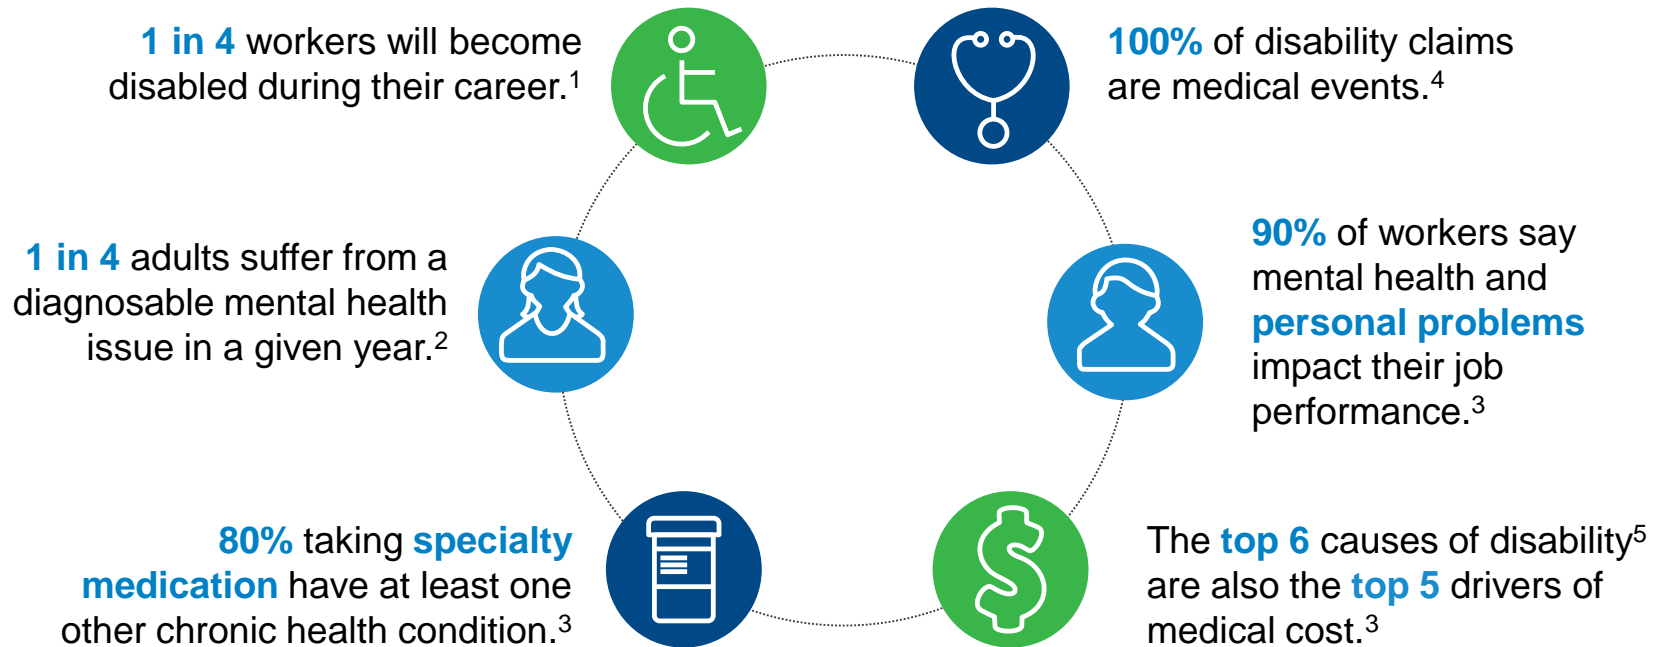 1 in 4 workers will become
disabled during their career.¹
100% of disability claims
are medical events.⁴
1 in 4 adults suffer from a
diagnosable mental health
issue in a given year.²
90% of workers say
mental health and
personal problems
impact their job
performance.³
80% taking specialty
medication have at least one
other chronic health condition.³
The top 6 causes of disability⁵
are also the top 5 drivers of
medical cost.³